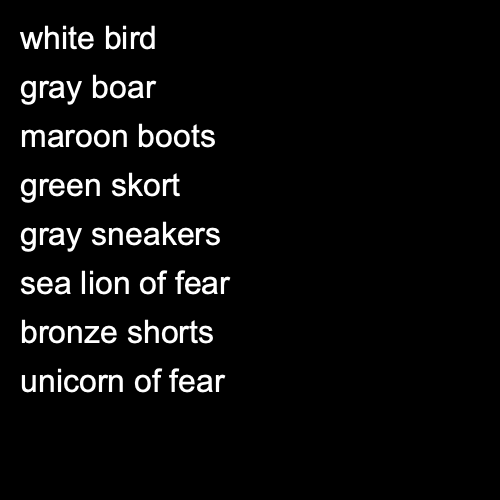 white bird
gray boar
maroon boots
green skort
gray sneakers
sea lion of fear
bronze shorts
unicorn of fear